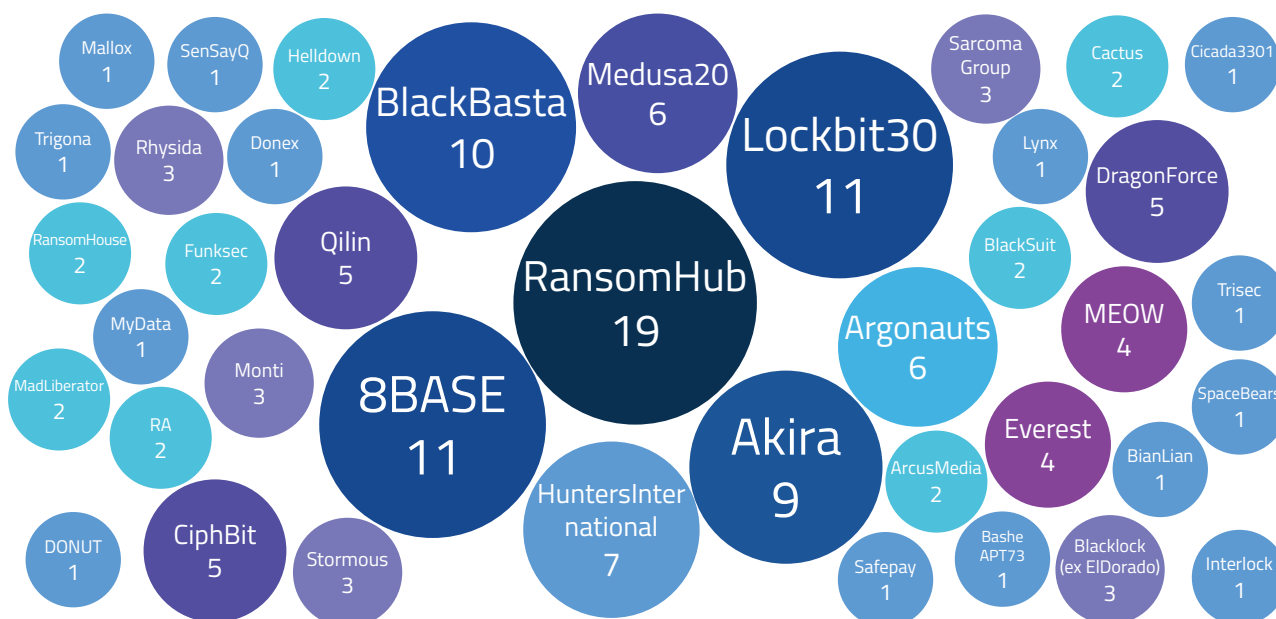 Mallox
1
SenSayQ
1
Helldown
2
BlackBasta
10
Medusa20
6
Lockbit30
11
Sarcoma
Group
3
Cactus
2
Cicada3301
1
Trigona
1
Rhysida
3
Donex
1
Lynx
1
DragonForce
5
RansomHouse
2
Funksec
2
Qilin
5
RansomHub
19
BlackSuit
2
Argonauts
6
MEOW
4
Trisec
1
MyData
1
Monti
3
MadLiberator
2
RA
2
8BASE
11
Akira
9
Everest
4
SpaceBears
1
BianLian
1
ArcusMedia
2
HuntersInter
national
7
DONUT
1
CiphBit
5
Stormous
3
Safepay
1
Bashe
APT73
1
Blacklock
(ex ElDorado)
3
Interlock
1